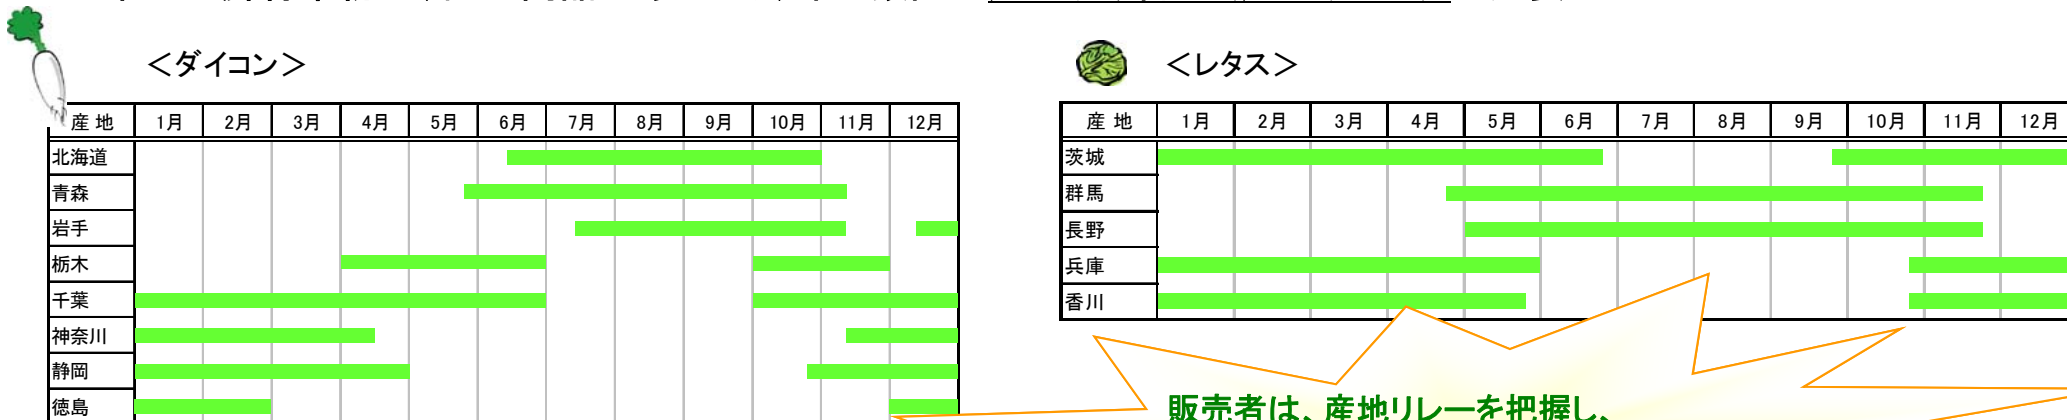 ＜ダイコン＞
産 地 1月 2月 3月 4月 5月 6月 7月 8月 9月 10月 11月 12月
北海道
青森
岩手
栃木
千葉
神奈川
静岡
徳島
＜レタス＞
産 地 1月 2月 3月 4月 5月 6月 7月 8月 9月 10月 11月 12月
茨城
群馬
長野
兵庫
香川
販売者は、産地リレーを把握し、